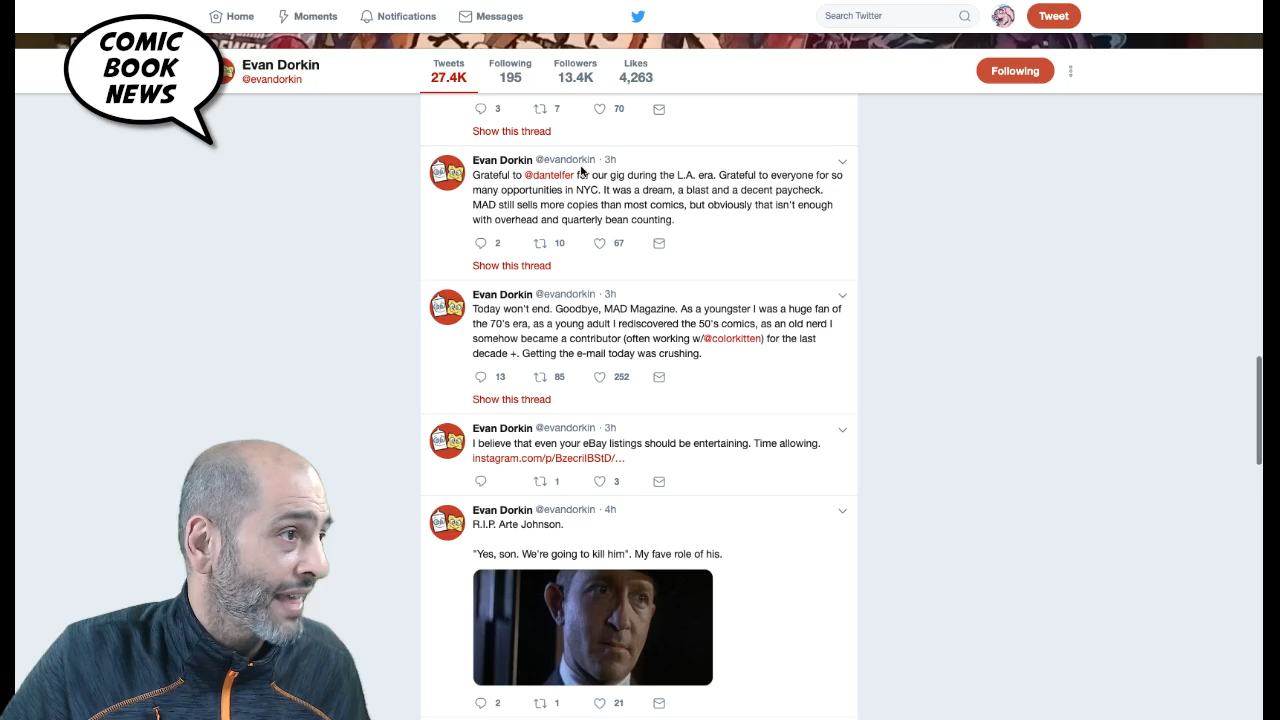 Home
Moments
Notifications
Messages
Search Twitter
Tweet
COMIC
BOOK
NEWS
Evan Dorkin
@evandorkin
Tweets
27.4K
Following
195
Followers
13.4K
Likes
4,263
Following
3 7 70
Show this thread
Evan Dorkin @evandorkin · 3h
Grateful to @dantelfer for our gig during the L.A. era. Grateful to everyone for so
many opportunities in NYC. It was a dream, a blast and a decent paycheck.
MAD still sells more copies than most comics, but obviously that isn't enough
with overhead and quarterly bean counting.
2 10 67
Show this thread
Evan Dorkin @evandorkin · 3h
Today won't end. Goodbye, MAD Magazine. As a youngster I was a huge fan of
the 70's era, as a young adult I rediscovered the 50's comics, as an old nerd I
somehow became a contributor (often working w/@colorkitten) for the last
decade +. Getting the e-mail today was crushing.
13 85 252
Show this thread
Evan Dorkin @evandorkin · 3h
I believe that even your eBay listings should be entertaining. Time allowing.
instagram.com/p/BzecriIBStD/...
1 3
Evan Dorkin @evandorkin · 4h
R.I.P. Arte Johnson.
"Yes, son. We're going to kill him". My fave role of his.
2 1 21